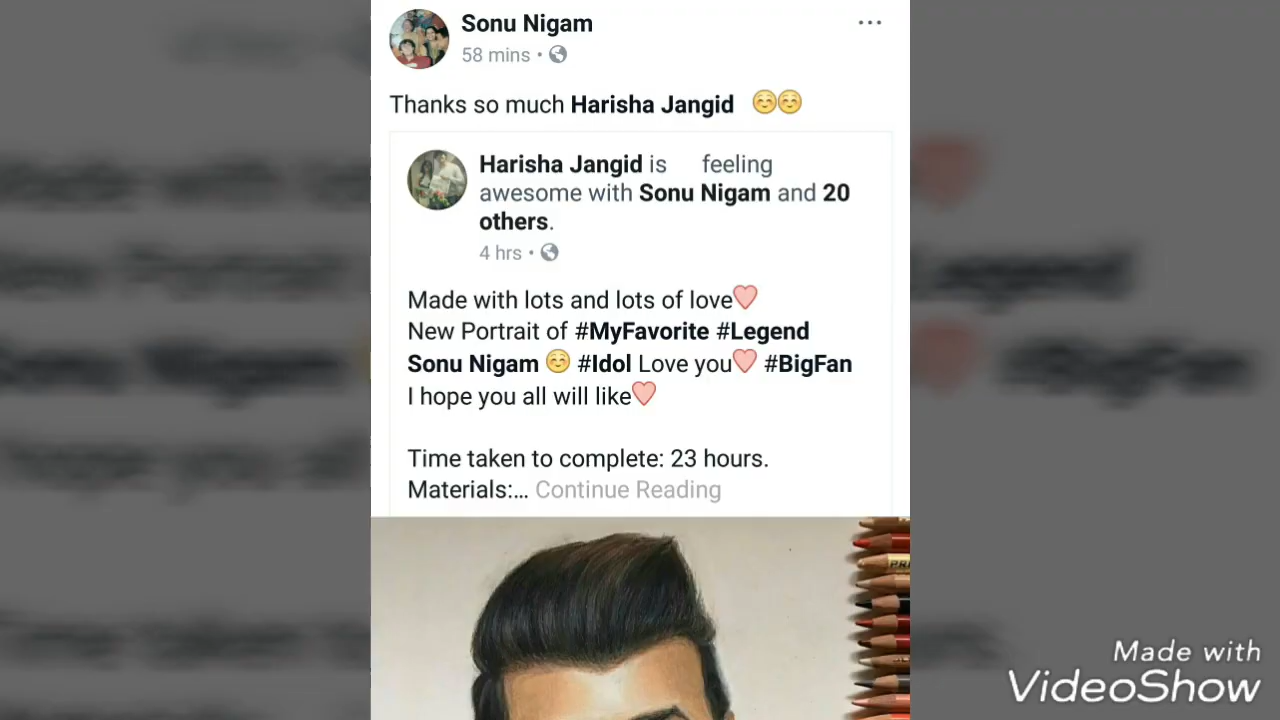 Sonu Nigam
58 mins •
Thanks so much Harisha Jangid ☺☺
Harisha Jangid is feeling
awesome with Sonu Nigam and 20
others.
4 hrs •
Made with lots and lots of love♥
New Portrait of #MyFavorite #Legend
Sonu Nigam ☺ #Idol Love you♥ #BigFan
I hope you all will like♥
Time taken to complete: 23 hours.
Materials:... Continue Reading
Made with
VideoShow